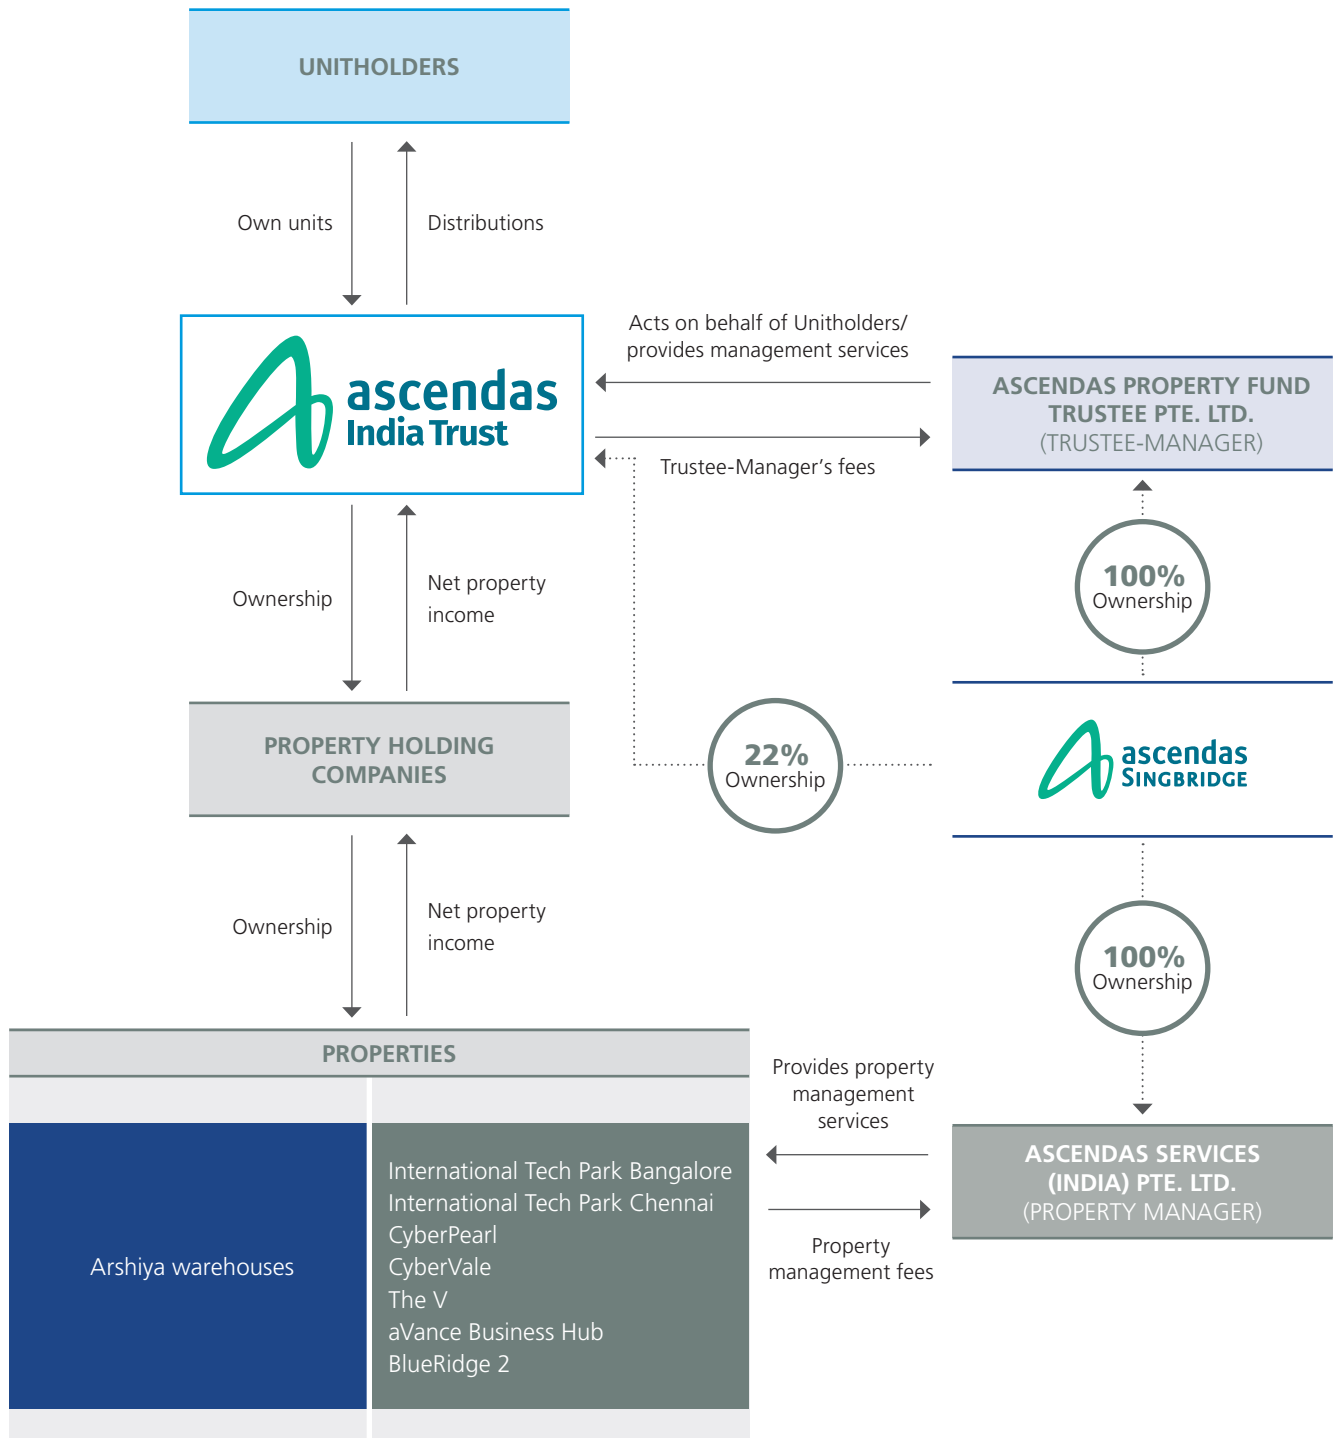 UNITHOLDERS
Own units
Distributions
ascendas
India Trust
Acts on behalf of Unitholders/
provides management services
Trustee-Manager’s fees
ASCENDAS PROPERTY FUND
TRUSTEE PTE. LTD.
(TRUSTEE-MANAGER)
100%
Ownership
Ownership
Net property
income
PROPERTY HOLDING
COMPANIES
22%
Ownership
ascendas
SINGBRIDGE
Ownership
Net property
income
100%
Ownership
PROPERTIES
Arshiya warehouses
International Tech Park Bangalore
International Tech Park Chennai
CyberPearl
CyberVale
The V
aVance Business Hub
BlueRidge 2
Provides property
management
services
Property
management fees
ASCENDAS SERVICES
(INDIA) PTE. LTD.
(PROPERTY MANAGER)